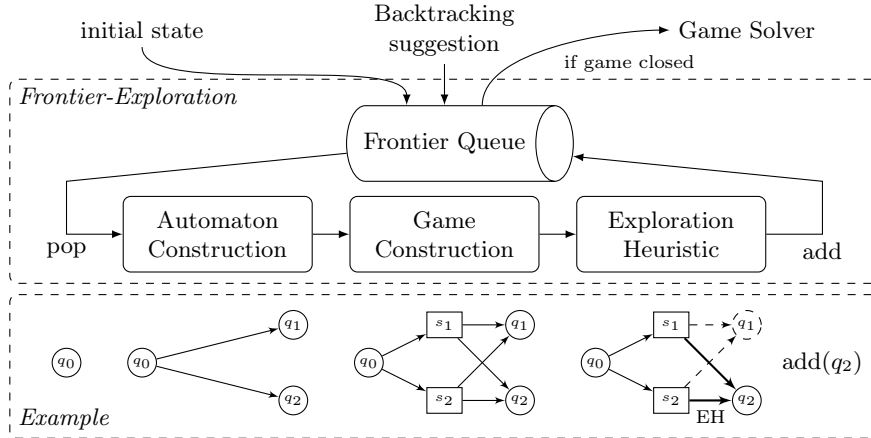 initial state
Backtracking
suggestion
Game Solver
if game closed
Frontier-Exploration
Frontier Queue
pop
Automaton
Construction
Game
Construction
Exploration
Heuristic
add
q0
q0
q1
q2
q0
s1
s2
q1
q2
q0
s1
s2
q1
q2
EH
add(q2)
Example